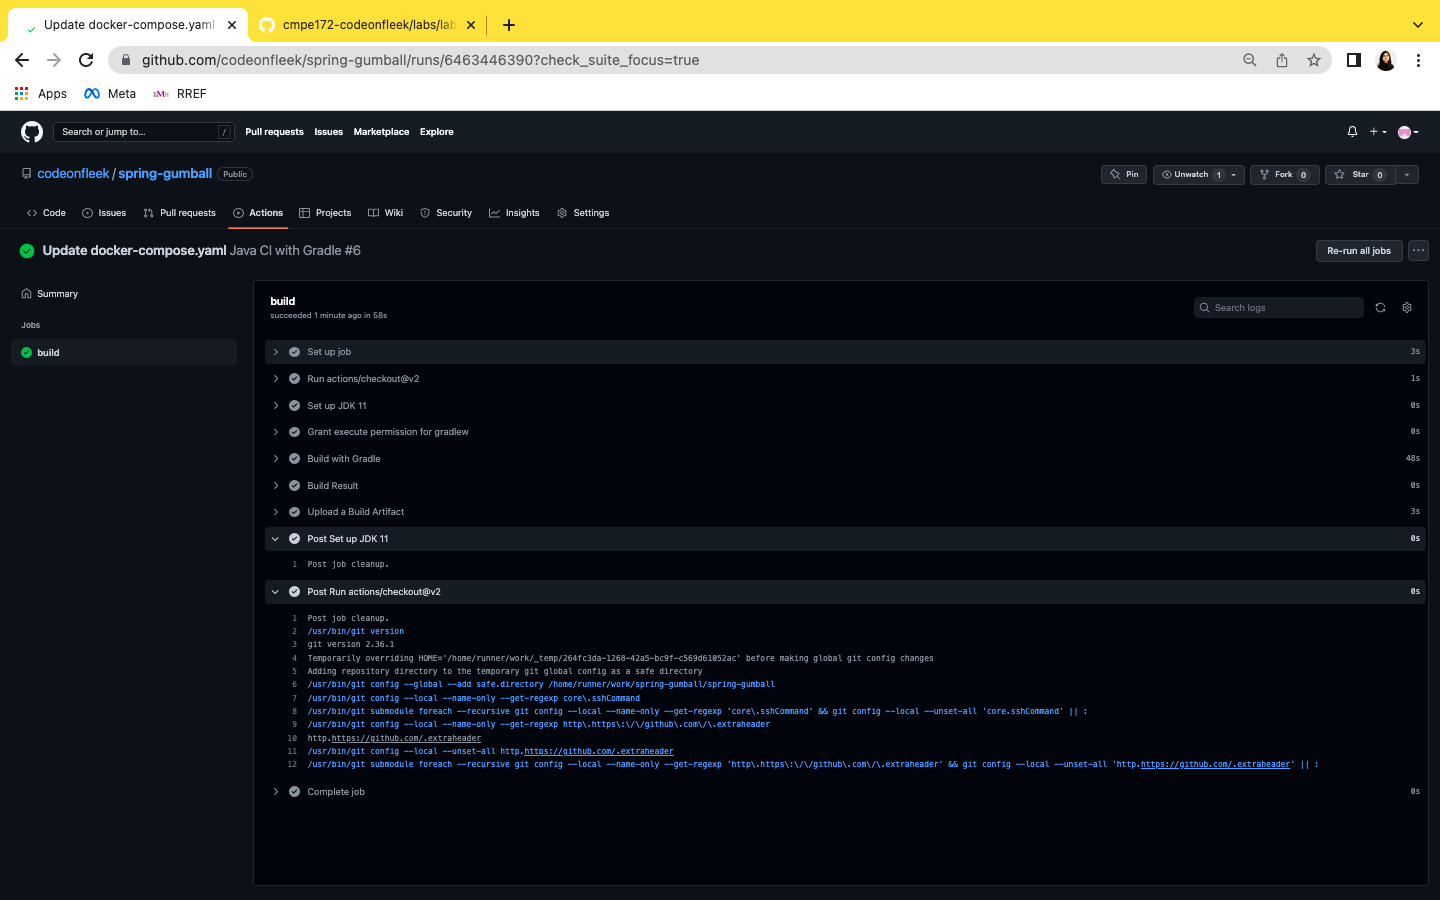 Update docker-compose.yaml
cmpe172-codeonfleek/labs/lab
github.com/codeonfleek/spring-gumball/runs/6463446390?check_suite_focus=true
Apps Meta RREF
Search or jump to... / Pull requests Issues Marketplace Explore
codeonfleek / spring-gumball Public Pin Unwatch 1 Fork 0 Star 0
Code Issues Pull requests Actions Projects Wiki Security Insights Settings
Update docker-compose.yaml Java CI with Gradle #6 Re-run all jobs
Summary
Jobs
build
build
succeeded 1 minute ago in 58s
Search logs
Set up job 3s
Run actions/checkout@v2 1s
Set up JDK 11 0s
Grant execute permission for gradlew 0s
Build with Gradle 48s
Build Result 0s
Upload a Build Artifact 3s
Post Set up JDK 11 0s
1 Post job cleanup.
Post Run actions/checkout@v2 0s
1 Post job cleanup.
2 /usr/bin/git version
3 git version 2.36.1
4 Temporarily overriding HOME='/home/runner/work/_temp/264fc3da-1268-42a5-bc9f-c569d61052ac' before making global git config changes
5 Adding repository directory to the temporary git global config as a safe directory
6 /usr/bin/git config --global --add safe.directory /home/runner/work/spring-gumball/spring-gumball
7 /usr/bin/git config --local --name-only --get-regexp core\.sshCommand
8 /usr/bin/git submodule foreach --recursive git config --local --name-only --get-regexp 'core\.sshCommand' && git config --local --unset-all 'core.sshCommand' || :
9 /usr/bin/git config --local --name-only --get-regexp http\.https\:\/\/github\.com\/\.extraheader
10 http.https://github.com/.extraheader
11 /usr/bin/git config --local --unset-all http.https://github.com/.extraheader
12 /usr/bin/git submodule foreach --recursive git config --local --name-only --get-regexp 'http\.https\:\/\/github\.com\/\.extraheader' && git config --local --unset-all 'http.https://github.com/.extraheader' || :
Complete job 0s